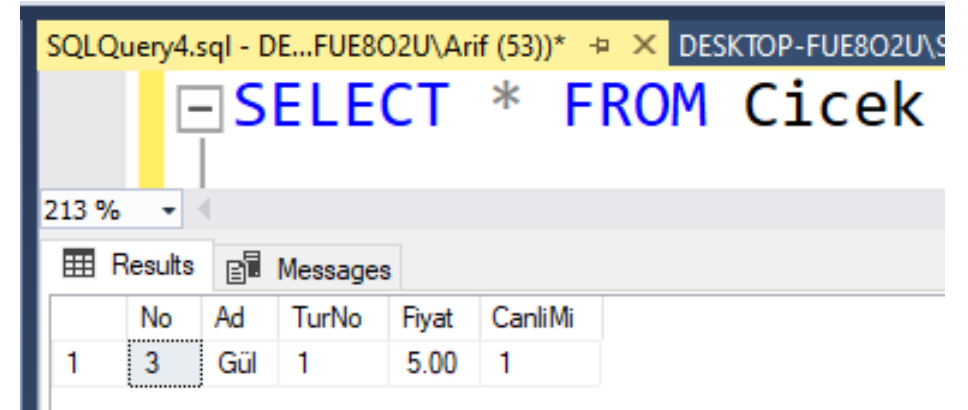 SQLQuery4.sql - DE...FUE8O2U\Arif (53))* DESKTOP-FUE8O2U\S
SELECT * FROM Cicek
213 %
Results Messages
No Ad TurNo Fiyat CanliMi
1 3 Gül 1 5.00 1